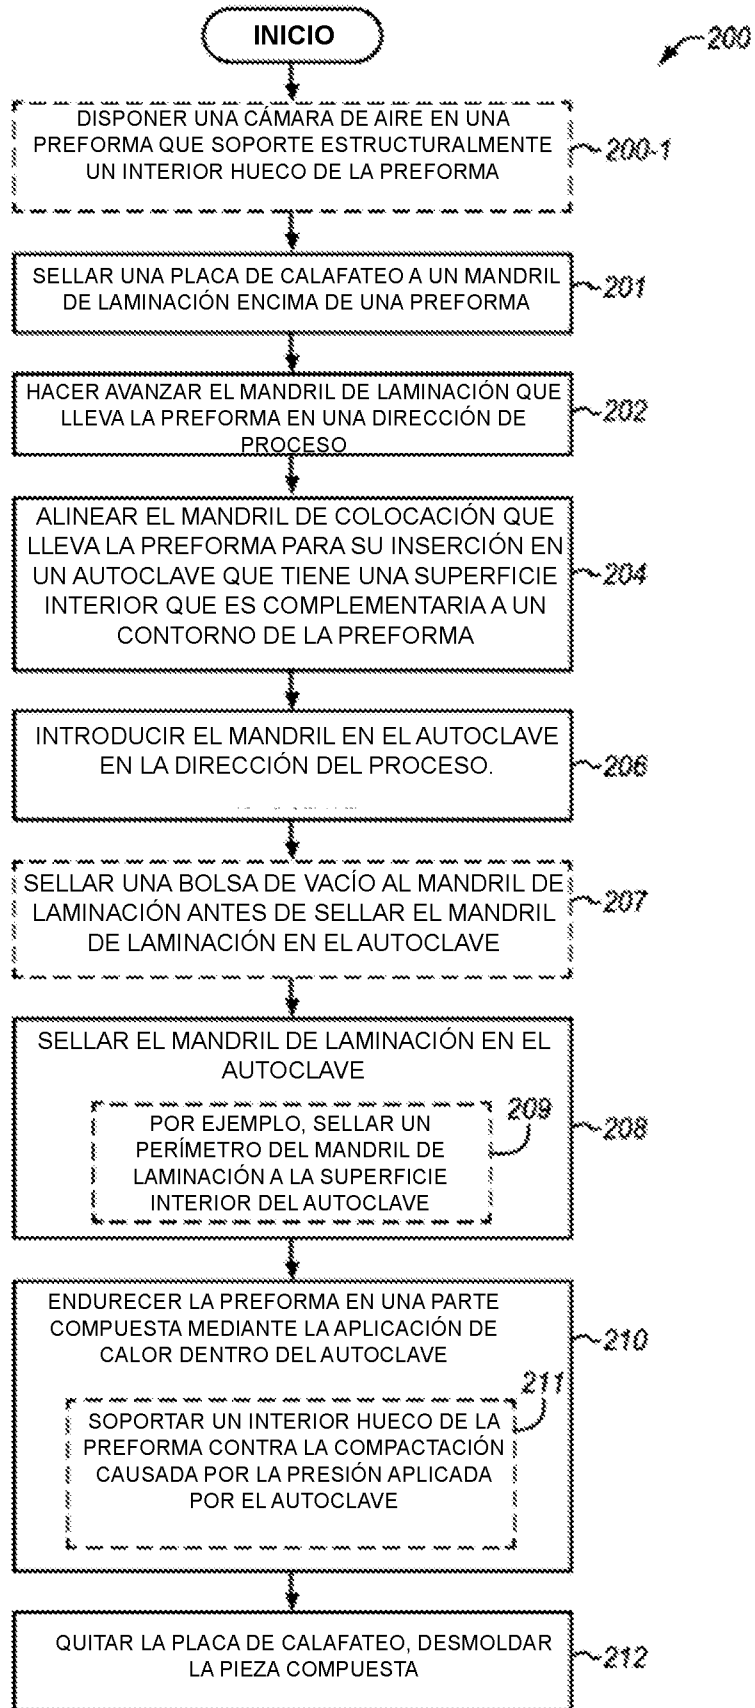 INICIO
200
DISPONER UNA CÁMARA DE AIRE EN UNA
PREFORMA QUE SOPORTE ESTRUCTURALMENTE
UN INTERIOR HUECO DE LA PREFORMA
200-1
SELLAR UNA PLACA DE CALAFATEO A UN MANDRIL
DE LAMINACIÓN ENCIMA DE UNA PREFORMA
201
HACER AVANZAR EL MANDRIL DE LAMINACIÓN QUE
LLEVA LA PREFORMA EN UNA DIRECCIÓN DE
PROCESO
202
ALINEAR EL MANDRIL DE COLOCACIÓN QUE
LLEVA LA PREFORMA PARA SU INSERCIÓN EN
UN AUTOCLAVE QUE TIENE UNA SUPERFICIE
INTERIOR QUE ES COMPLEMENTARIA A UN
CONTORNO DE LA PREFORMA
204
INTRODUCIR EL MANDRIL EN EL AUTOCLAVE
EN LA DIRECCIÓN DEL PROCESO.
206
SELLAR UNA BOLSA DE VACÍO AL MANDRIL DE
LAMINACIÓN ANTES DE SELLAR EL MANDRIL
DE LAMINACIÓN EN EL AUTOCLAVE
207
SELLAR EL MANDRIL DE LAMINACIÓN EN EL
AUTOCLAVE
208
POR EJEMPLO, SELLAR UN
PERÍMETRO DEL MANDRIL DE
LAMINACIÓN A LA SUPERFICIE
INTERIOR DEL AUTOCLAVE
209
ENDURECER LA PREFORMA EN UNA PARTE
COMPUESTA MEDIANTE LA APLICACIÓN DE
CALOR DENTRO DEL AUTOCLAVE
210
SOPORTAR UN INTERIOR HUECO DE LA
PREFORMA CONTRA LA COMPACTACIÓN
CAUSADA POR LA PRESIÓN APLICADA
POR EL AUTOCLAVE
211
QUITAR LA PLACA DE CALAFATEO, DESMOLDAR
LA PIEZA COMPUESTA
212